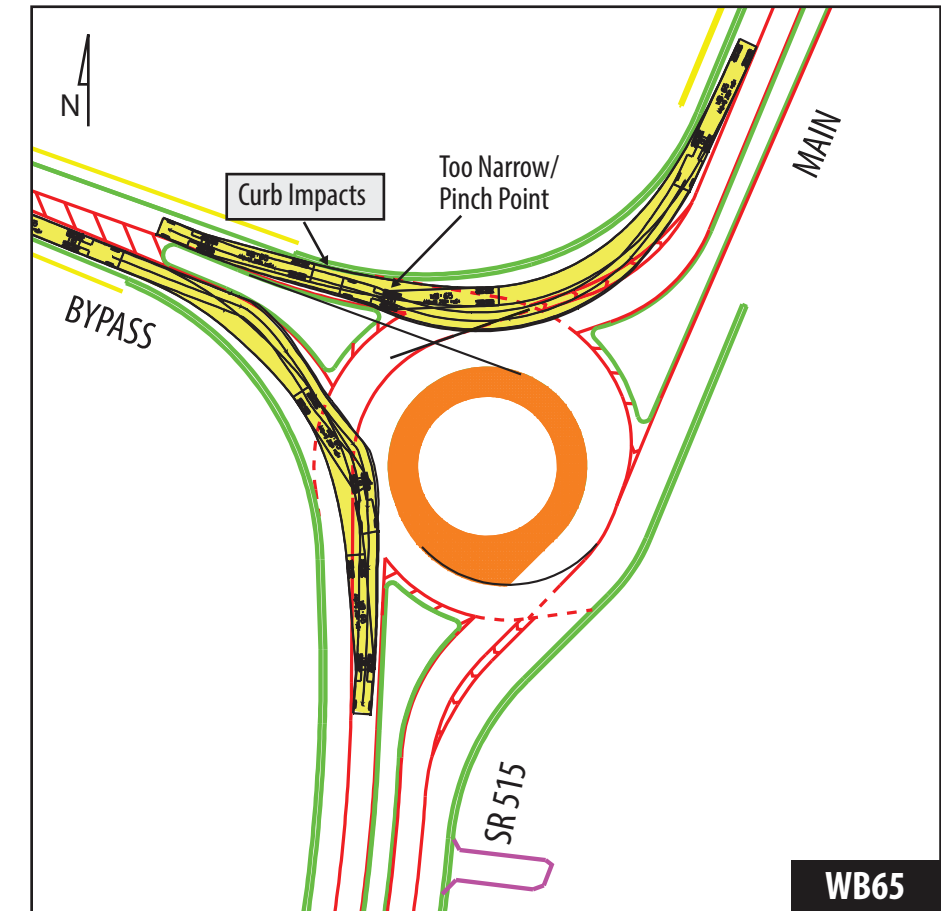 N
MAIN
Too Narrow/
Pinch Point
Curb Impacts
BYPASS
SR 515
WB65